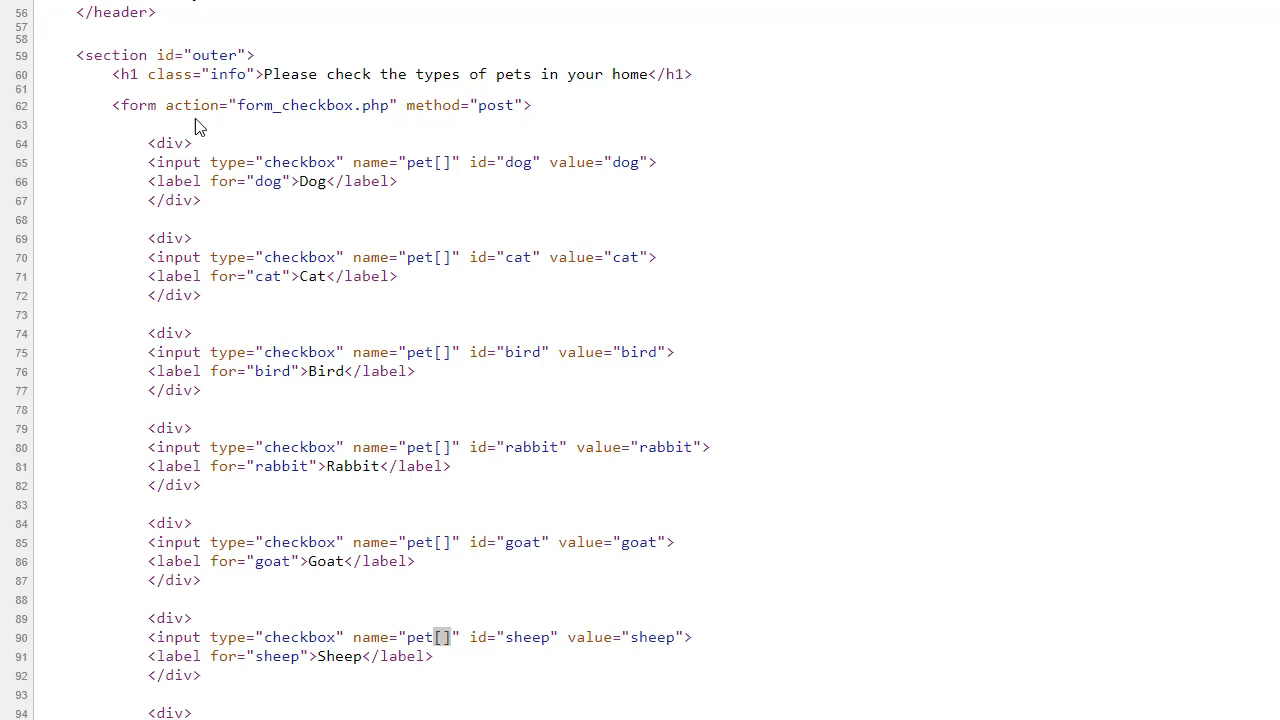 56 </header>
57
58
59 <section id="outer">
60 <h1 class="info">Please check the types of pets in your home</h1>
61
62 <form action="form_checkbox.php" method="post">
63
64 <div>
65 <input type="checkbox" name="pet[]" id="dog" value="dog">
66 <label for="dog">Dog</label>
67 </div>
68
69 <div>
70 <input type="checkbox" name="pet[]" id="cat" value="cat">
71 <label for="cat">Cat</label>
72 </div>
73
74 <div>
75 <input type="checkbox" name="pet[]" id="bird" value="bird">
76 <label for="bird">Bird</label>
77 </div>
78
79 <div>
80 <input type="checkbox" name="pet[]" id="rabbit" value="rabbit">
81 <label for="rabbit">Rabbit</label>
82 </div>
83
84 <div>
85 <input type="checkbox" name="pet[]" id="goat" value="goat">
86 <label for="goat">Goat</label>
87 </div>
88
89 <div>
90 <input type="checkbox" name="pet[]" id="sheep" value="sheep">
91 <label for="sheep">Sheep</label>
92 </div>
93
94 <div>